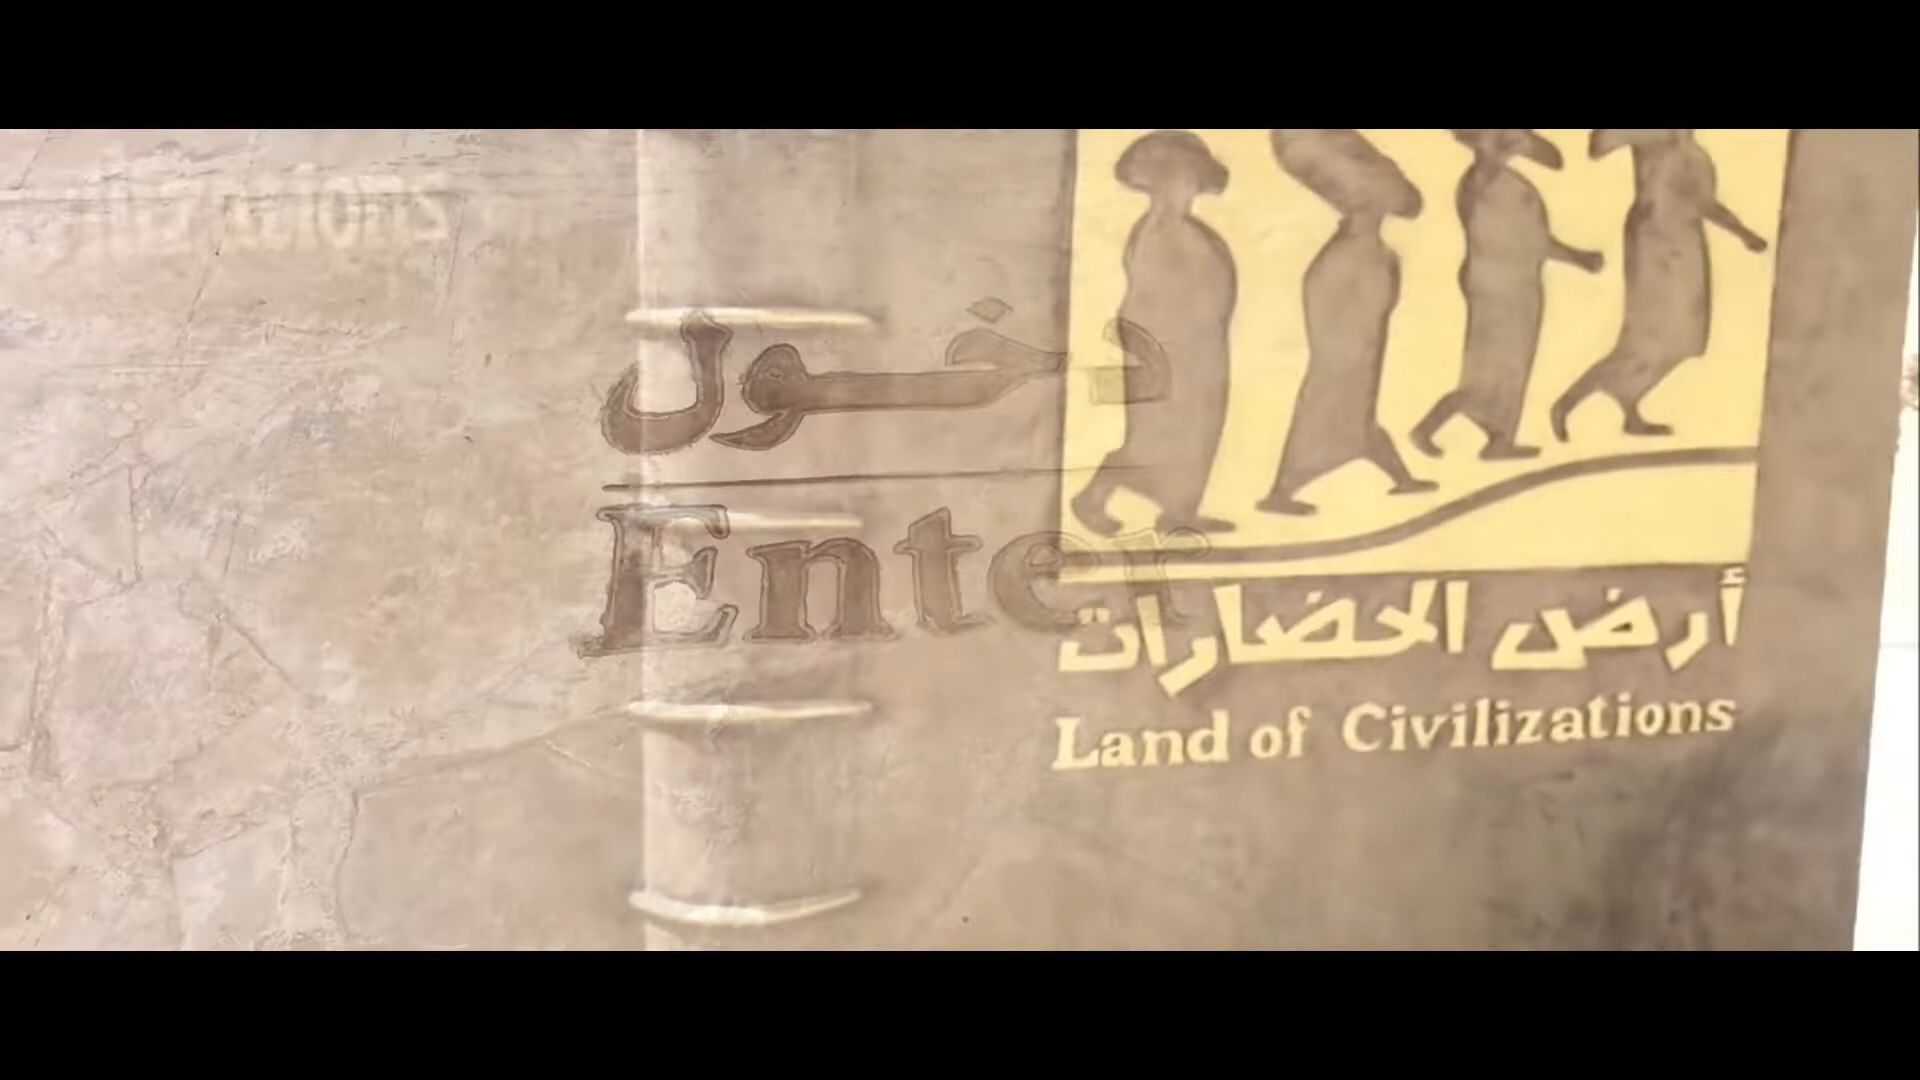 دخول
Enter
أرض الحضارات
Land of Civilizations